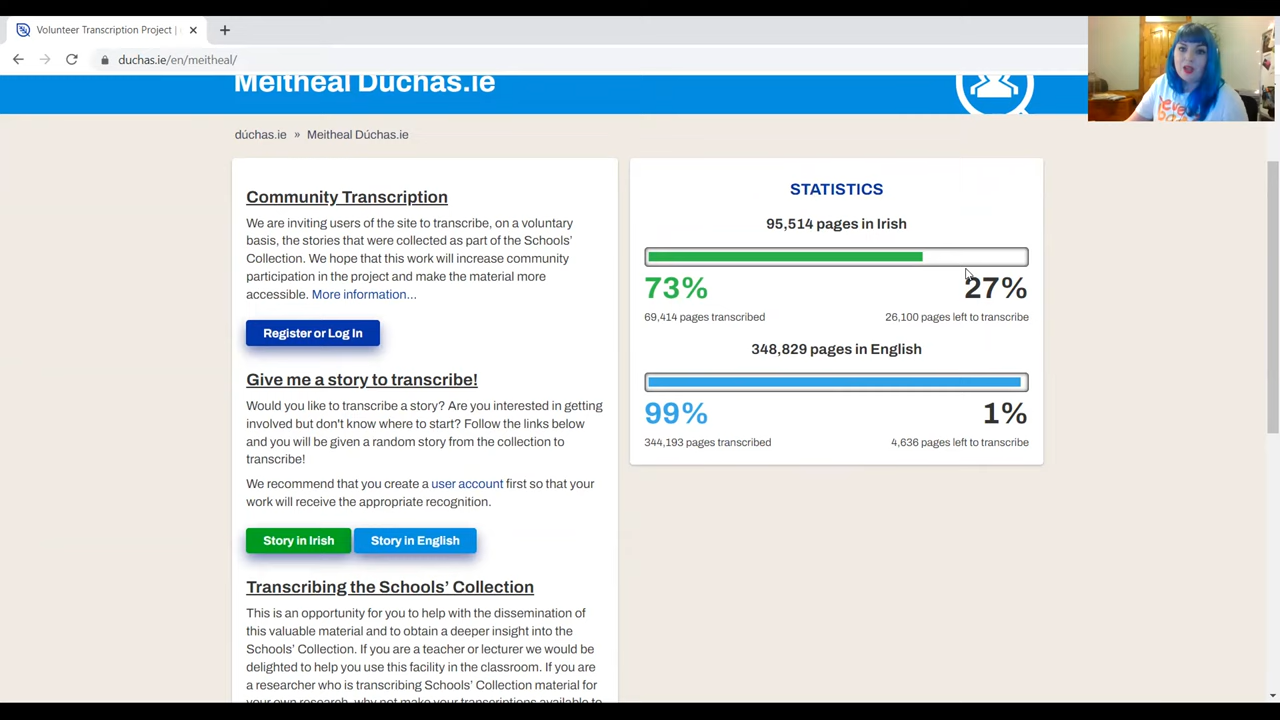 Volunteer Transcription Project |
duchas.ie/en/meitheal/
Meitheal Dúchas.ie
dúchas.ie » Meitheal Dúchas.ie
Community Transcription
We are inviting users of the site to transcribe, on a voluntary
basis, the stories that were collected as part of the Schools'
Collection. We hope that this work will increase community
participation in the project and make the material more
accessible. More information...
Register or Log In
Give me a story to transcribe!
Would you like to transcribe a story? Are you interested in getting
involved but don't know where to start? Follow the links below
and you will be given a random story from the collection to
transcribe!
We recommend that you create a user account first so that your
work will receive the appropriate recognition.
Story in Irish
Story in English
Transcribing the Schools' Collection
This is an opportunity for you to help with the dissemination of
this valuable material and to obtain a deeper insight into the
Schools' Collection. If you are a teacher or lecturer we would be
delighted to help you use this facility in the classroom. If you are
a researcher who is transcribing Schools' Collection material for
your own research, why not make your transcriptions available to
STATISTICS
95,514 pages in Irish
73%
27%
69,414 pages transcribed
26,100 pages left to transcribe
348,829 pages in English
99%
1%
344,193 pages transcribed
4,636 pages left to transcribe